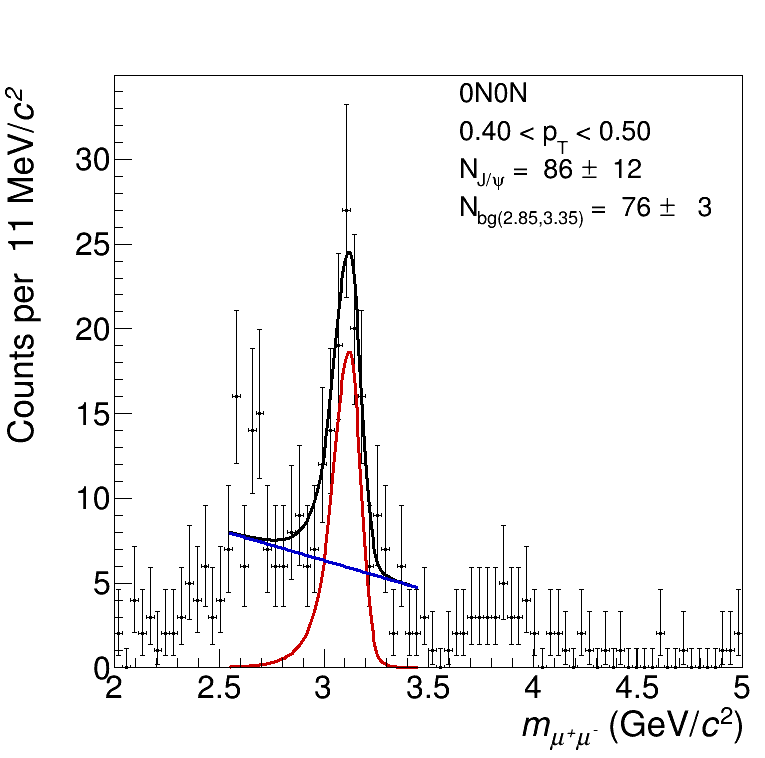 0N0N
0.40 < p_T < 0.50
N_J/ψ = 86 ± 12
N_bg(2.85,3.35) = 76 ± 3
Counts per 11 MeV/c²
30
25
20
15
10
5
0
2 2.5 3 3.5 4 4.5 5
m_μ⁺μ⁻ (GeV/c²)